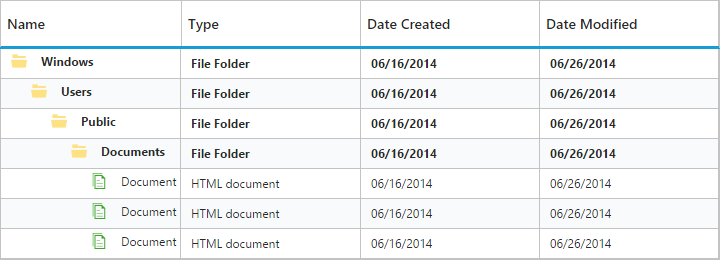 Name Type Date Created Date Modified
Windows File Folder 06/16/2014 06/26/2014
Users File Folder 06/16/2014 06/26/2014
Public File Folder 06/16/2014 06/26/2014
Documents File Folder 06/16/2014 06/26/2014
Document HTML document 06/16/2014 06/26/2014
Document HTML document 06/16/2014 06/26/2014
Document HTML document 06/16/2014 06/26/2014